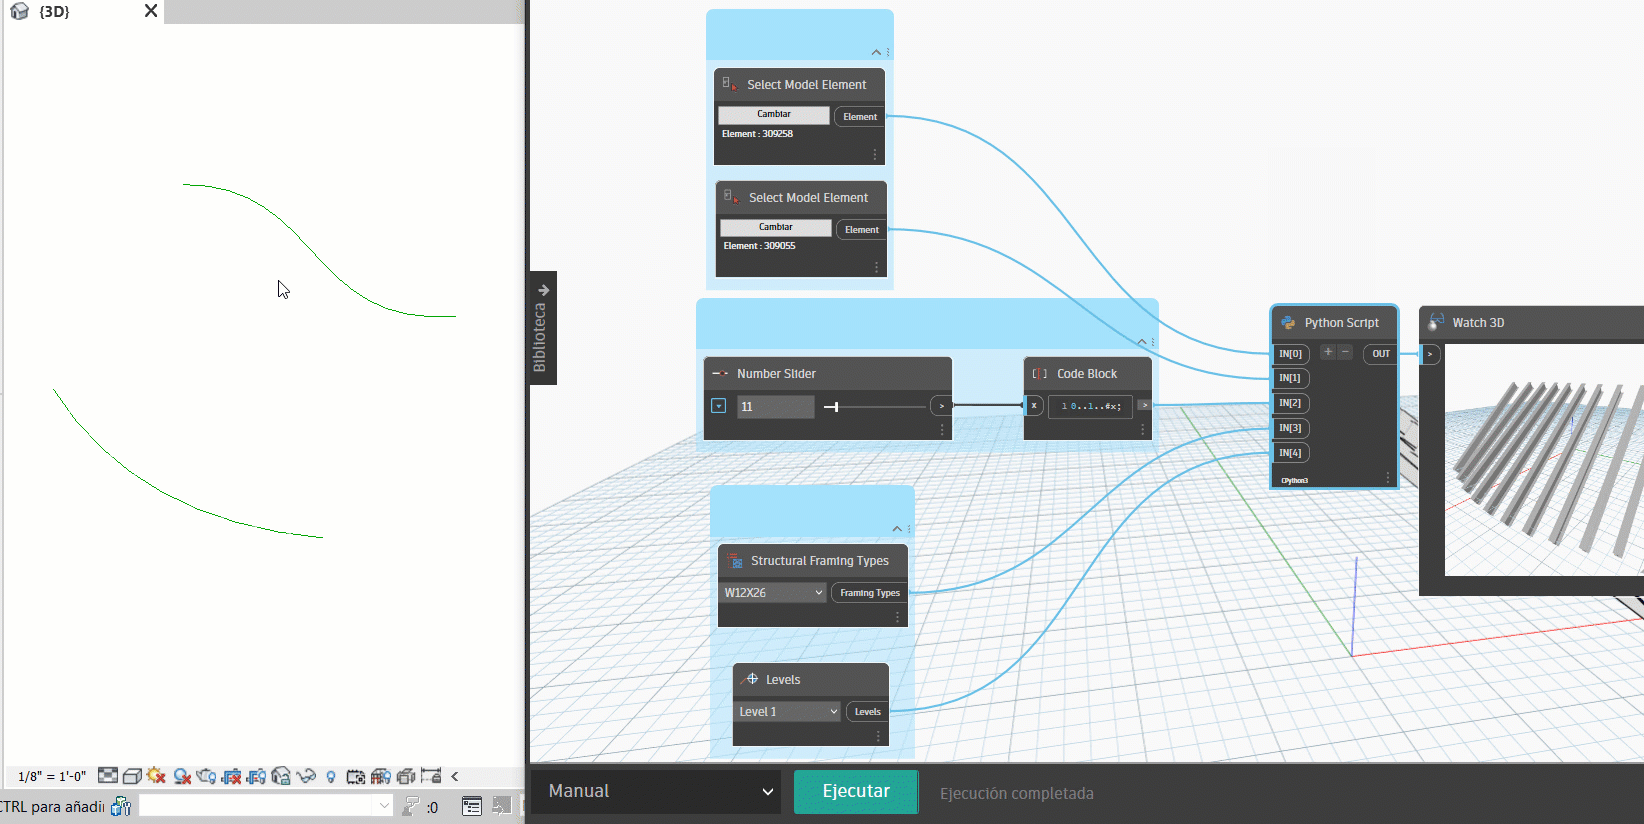 {3D}
Select Model Element
Cambiar
Element
Element : 309258
Select Model Element
Cambiar
Element
Element : 309055
Biblioteca
Number Slider
11
>
Code Block
x
1 0..1..#x;
>
Python Script
IN[0]
+
-
OUT
IN[1]
IN[2]
IN[3]
IN[4]
CPython3
Watch 3D
>
Structural Framing Types
W12X26
Framing Types
Levels
Level 1
Levels
1/8" = 1'-0"
CTRL para añadir
:0
Manual
Ejecutar
Ejecución completada